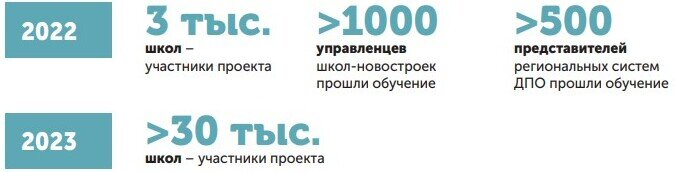 2022
3 тыс.
школ –
участники проекта
>1000
управленцев
школ-новостроек
прошли обучение
>500
представителей
региональных систем
ДПО прошли обучение
2023
>30 тыс.
школ – участники проекта